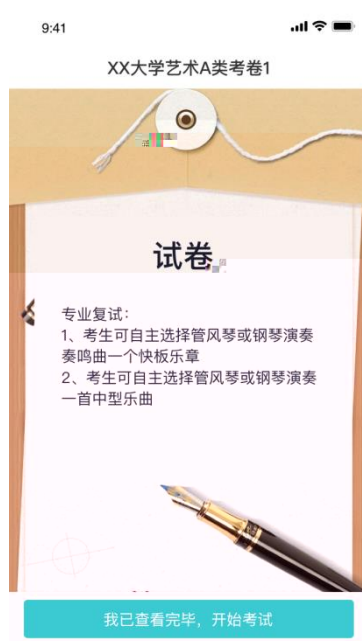 9:41
XX大学艺术A类考卷1
试卷
专业复试：
1、考生可自主选择管风琴或钢琴演奏
奏鸣曲一个快板乐章
2、考生可自主选择管风琴或钢琴演奏
一首中型乐曲
我已查看完毕，开始考试